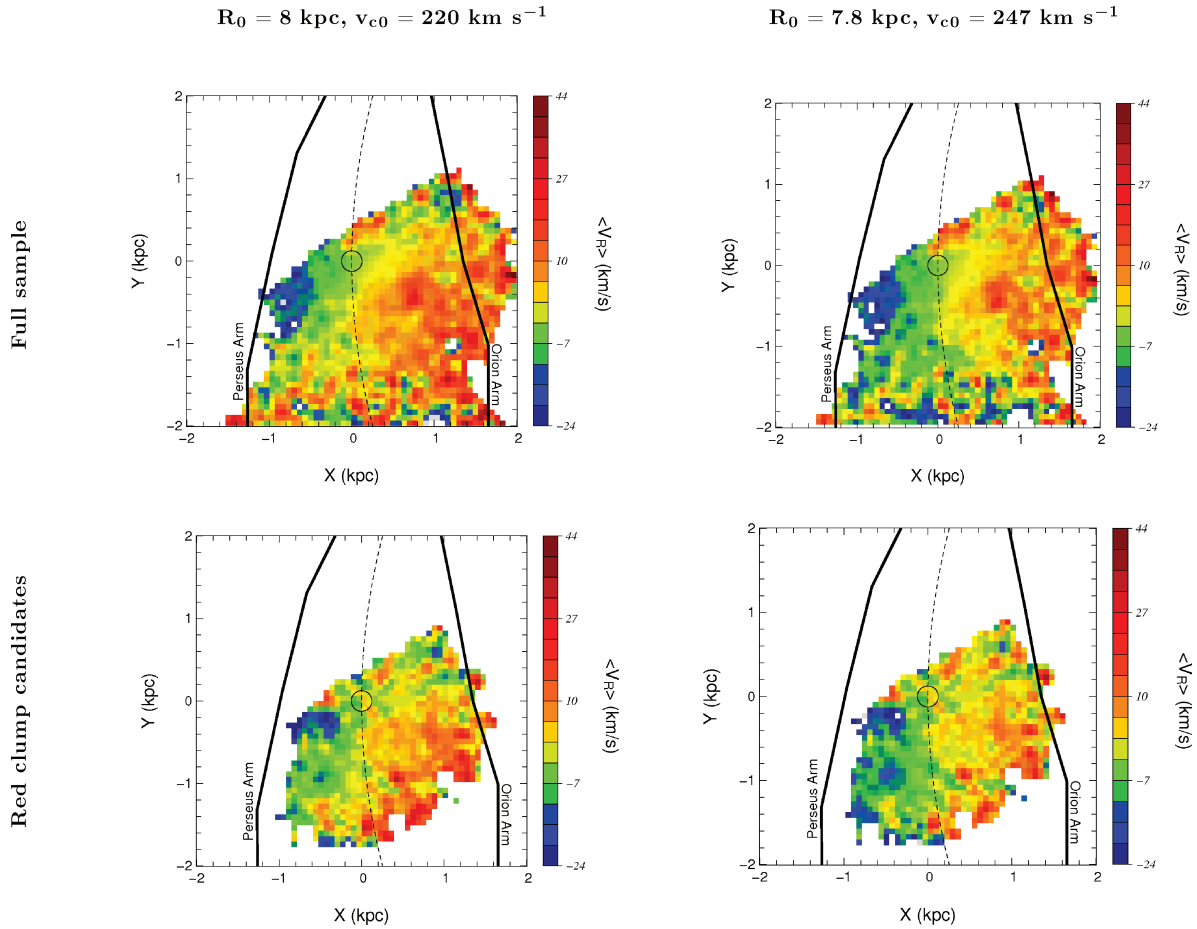 R₀ = 8 kpc, v_c0 = 220 km s⁻¹
R₀ = 7.8 kpc, v_c0 = 247 km s⁻¹
Full sample
2
1
0
−1
−2
−2
−1
0
1
2
Y (kpc)
X (kpc)
Perseus Arm
Orion Arm
44
27
10
−7
−24
<V_R> (km/s)
2
1
0
−1
−2
−2
−1
0
1
2
Y (kpc)
X (kpc)
Perseus Arm
Orion Arm
44
27
10
−7
−24
<V_R> (km/s)
Red clump candidates
2
1
0
−1
−2
−2
−1
0
1
2
Y (kpc)
X (kpc)
Perseus Arm
Orion Arm
44
27
10
−7
−24
<V_R> (km/s)
2
1
0
−1
−2
−2
−1
0
1
2
Y (kpc)
X (kpc)
Perseus Arm
Orion Arm
44
27
10
−7
−24
<V_R> (km/s)